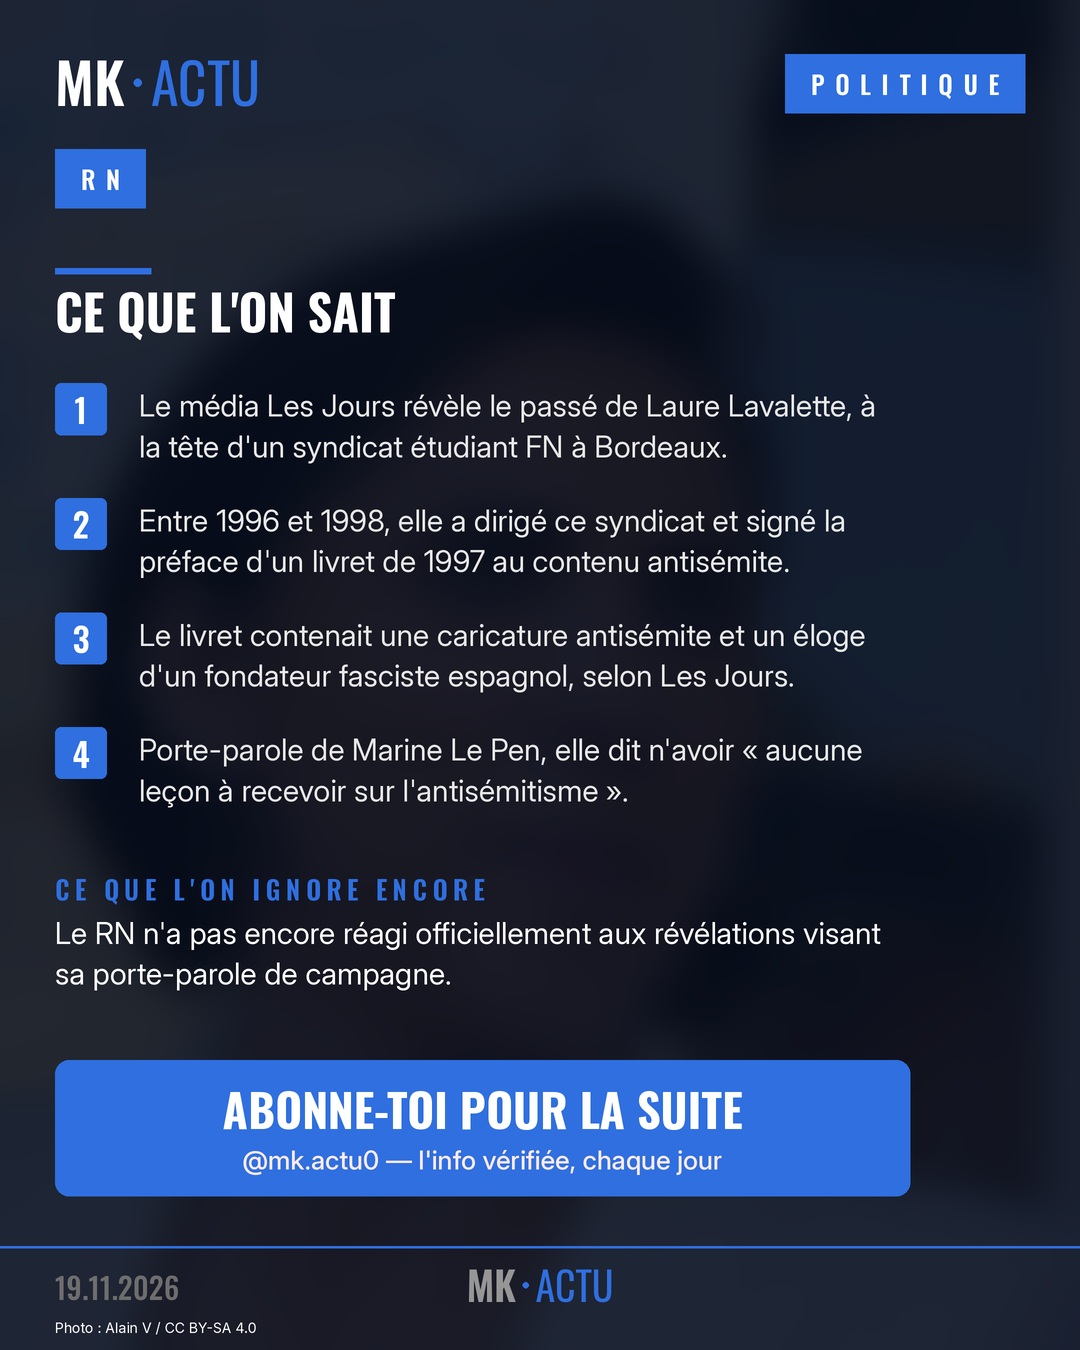 MK·ACTU
POLITIQUE
RN
CE QUE L'ON SAIT
1
Le média Les Jours révèle le passé de Laure Lavalette, à
la tête d'un syndicat étudiant FN à Bordeaux.
2
Entre 1996 et 1998, elle a dirigé ce syndicat et signé la
préface d'un livret de 1997 au contenu antisémite.
3
Le livret contenait une caricature antisémite et un éloge
d'un fondateur fasciste espagnol, selon Les Jours.
4
Porte-parole de Marine Le Pen, elle dit n'avoir « aucune
leçon à recevoir sur l'antisémitisme ».
CE QUE L'ON IGNORE ENCORE
Le RN n'a pas encore réagi officiellement aux révélations visant
sa porte-parole de campagne.
ABONNE-TOI POUR LA SUITE
@mk.actu0 — l'info vérifiée, chaque jour
19.11.2026
MK·ACTU
Photo : Alain V / CC BY-SA 4.0